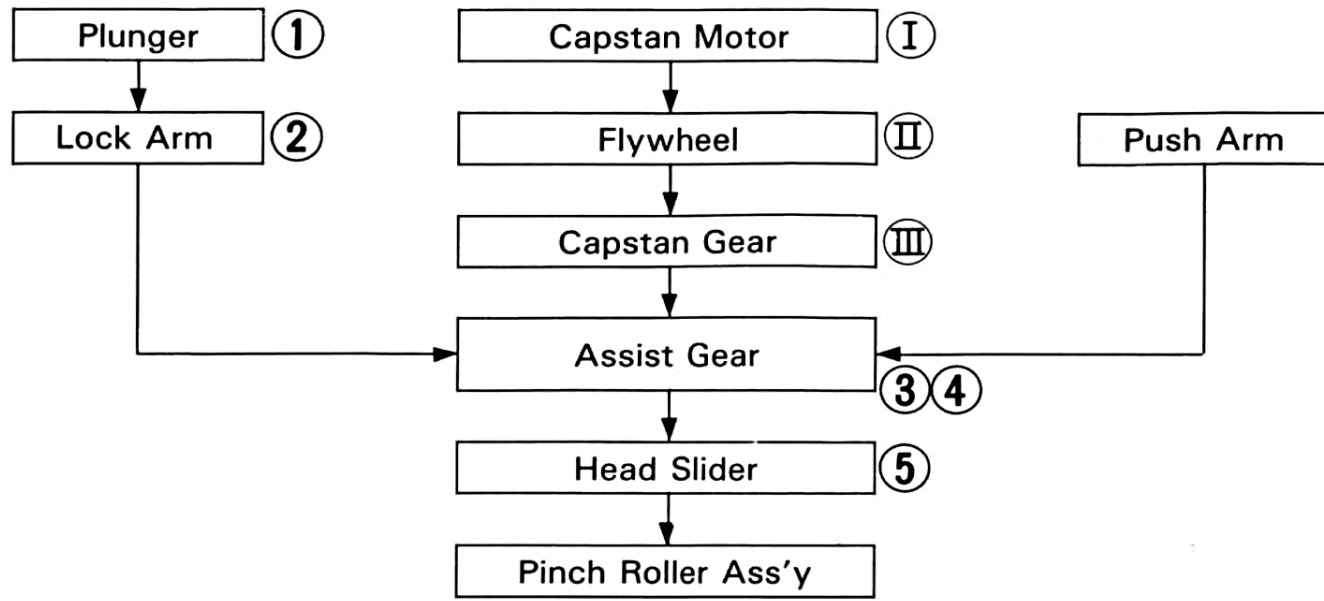 Plunger ①
Capstan Motor Ⓘ
Lock Arm ②
Flywheel Ⅱ
Push Arm
Capstan Gear Ⅲ
Assist Gear
③④
Head Slider ⑤
Pinch Roller Ass'y